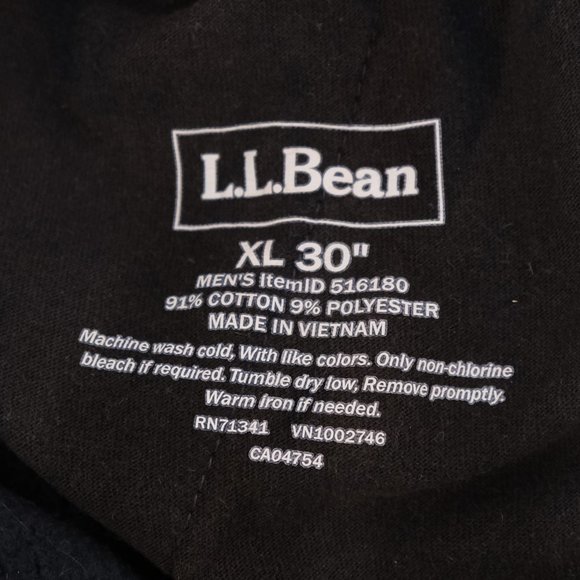 L.L.Bean
XL 30"
MEN'S ItemID 516180
91% COTTON 9% POLYESTER
MADE IN VIETNAM
Machine wash cold, With like colors. Only non-chlorine
bleach if required. Tumble dry low, Remove promptly.
Warm iron if needed.
RN71341 VN1002746
CA04754